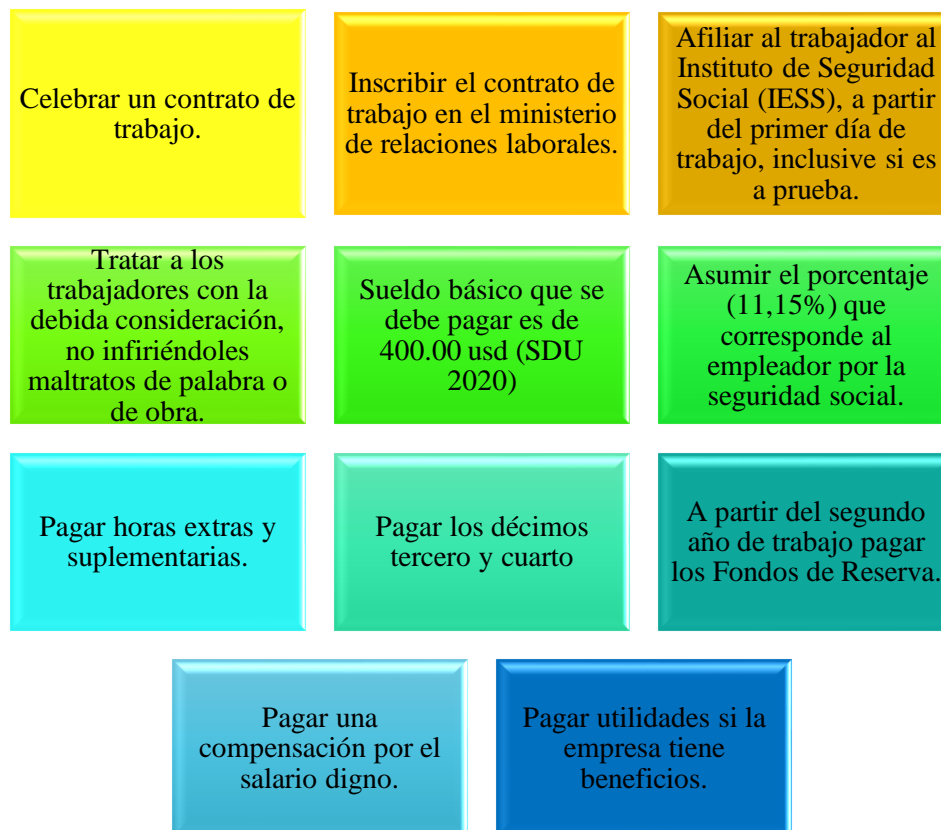 Celebrar un contrato de
trabajo.
Inscribir el contrato de
trabajo en el ministerio
de relaciones laborales.
Afiliar al trabajador al
Instituto de Seguridad
Social (IESS), a partir
del primer día de
trabajo, inclusive si es
a prueba.
Tratar a los
trabajadores con la
debida consideración,
no infiriéndoles
maltratos de palabra o
de obra.
Sueldo básico que se
debe pagar es de
400.00 usd (SDU
2020)
Asumir el porcentaje
(11,15%) que
corresponde al
empleador por la
seguridad social.
Pagar horas extras y
suplementarias.
Pagar los décimos
tercero y cuarto
A partir del segundo
año de trabajo pagar
los Fondos de Reserva.
Pagar una
compensación por el
salario digno.
Pagar utilidades si la
empresa tiene
beneficios.